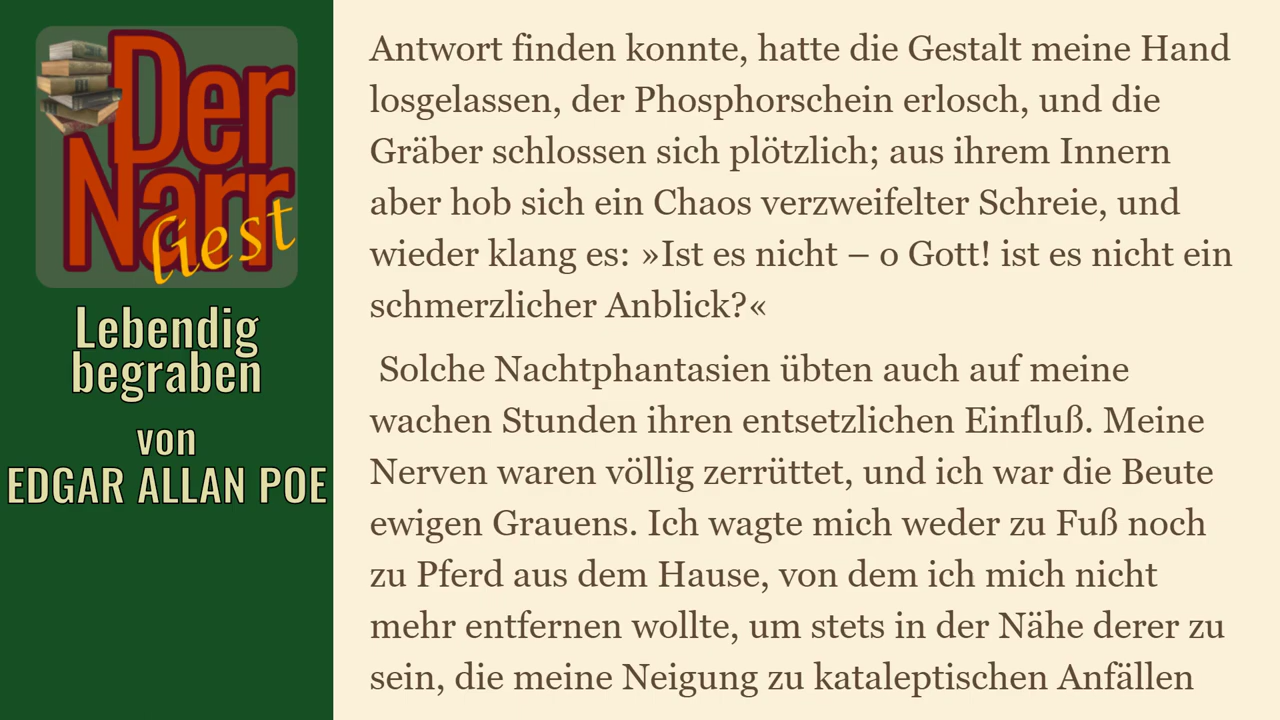 Der
Narr
liest
Lebendig
begraben
von
EDGAR ALLAN POE
Antwort finden konnte, hatte die Gestalt meine Hand
losgelassen, der Phosphorschein erlosch, und die
Gräber schlossen sich plötzlich; aus ihrem Innern
aber hob sich ein Chaos verzweifelter Schreie, und
wieder klang es: »Ist es nicht – o Gott! ist es nicht ein
schmerzlicher Anblick?«
Solche Nachtphantasien übten auch auf meine
wachen Stunden ihren entsetzlichen Einfluß. Meine
Nerven waren völlig zerrüttet, und ich war die Beute
ewigen Grauens. Ich wagte mich weder zu Fuß noch
zu Pferd aus dem Hause, von dem ich mich nicht
mehr entfernen wollte, um stets in der Nähe derer zu
sein, die meine Neigung zu kataleptischen Anfällen